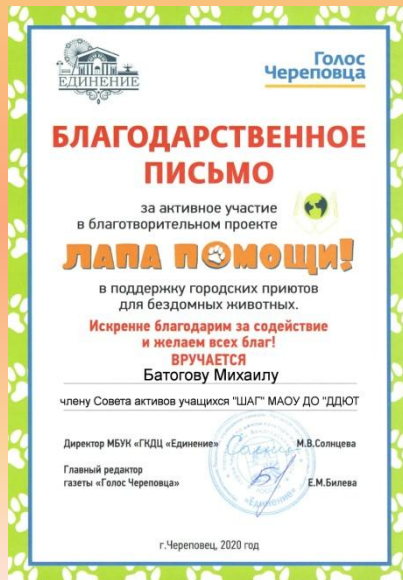 ЕДИНЕНИЕ
Голос
Череповца
БЛАГОДАРСТВЕННОЕ
ПИСЬМО
за активное участие
в благотворительном проекте
ЛАПА ПОМОЩИ!
в поддержку городских приютов
для бездомных животных.
Искренне благодарим за содействие
и желаем всех благ!
ВРУЧАЕТСЯ
Батогову Михаилу
члену Совета активов учащихся "ШАГ" МАОУ ДО "ДДЮТ
Директор МБУК «ГКДЦ «Единение» М.В.Солнцева
Главный редактор
газеты «Голос Череповца» Е.М.Билева
«Единение»
г.Череповец, 2020 год